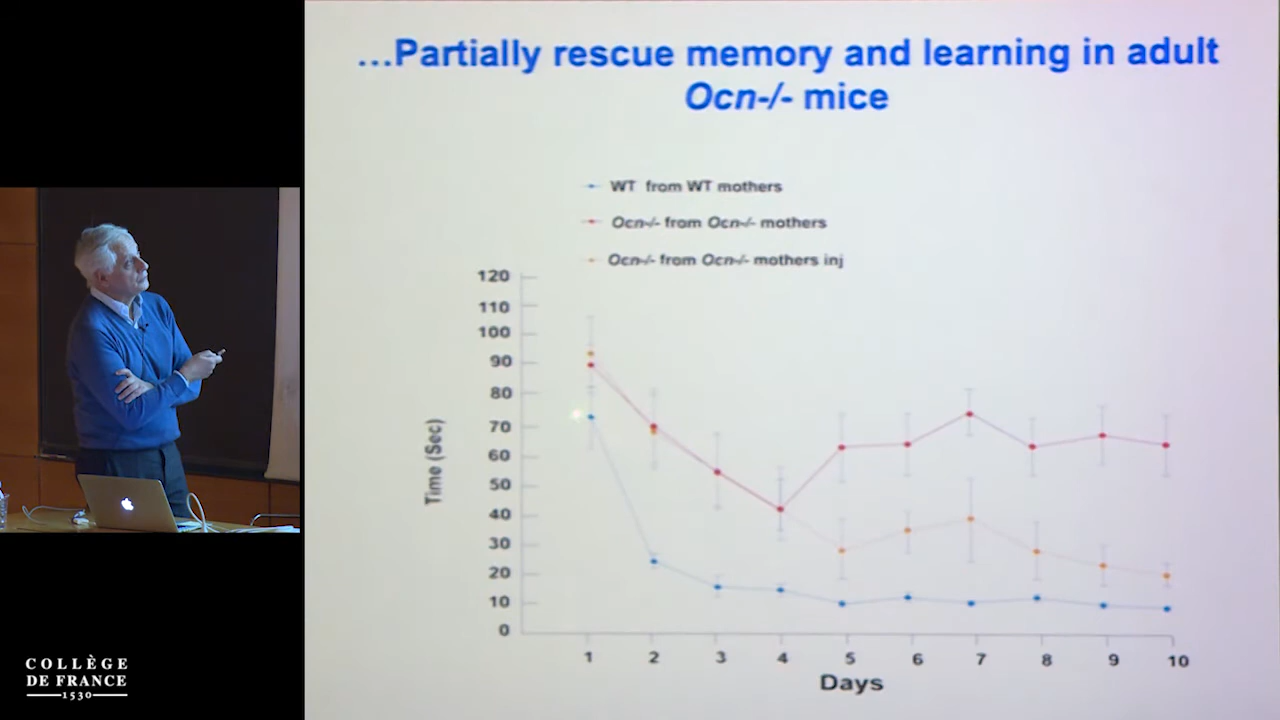 ...Partially rescue memory and learning in adult
Ocn-/- mice
WT from WT mothers
Ocn-/- from Ocn-/- mothers
Ocn-/- from Ocn-/- mothers inj
120
110
100
90
80
70
60
50
40
30
20
10
0
Time (Sec)
1 2 3 4 5 6 7 8 9 10
Days
COLLÈGE
DE FRANCE
1530